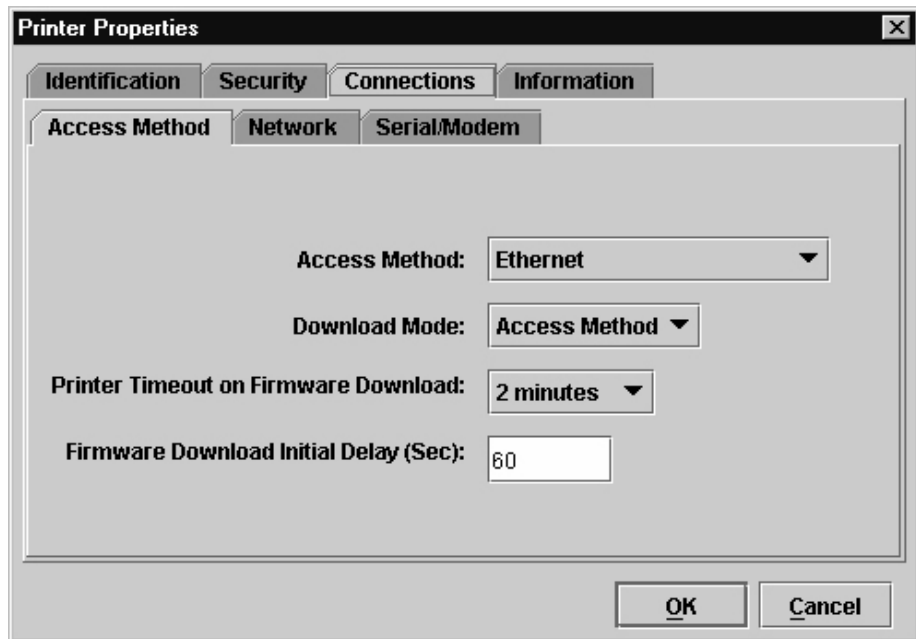 Printer Properties
Identification Security Connections Information
Access Method Network Serial/Modem
Access Method: Ethernet
Download Mode: Access Method
Printer Timeout on Firmware Download: 2 minutes
Firmware Download Initial Delay (Sec): 60
OK Cancel